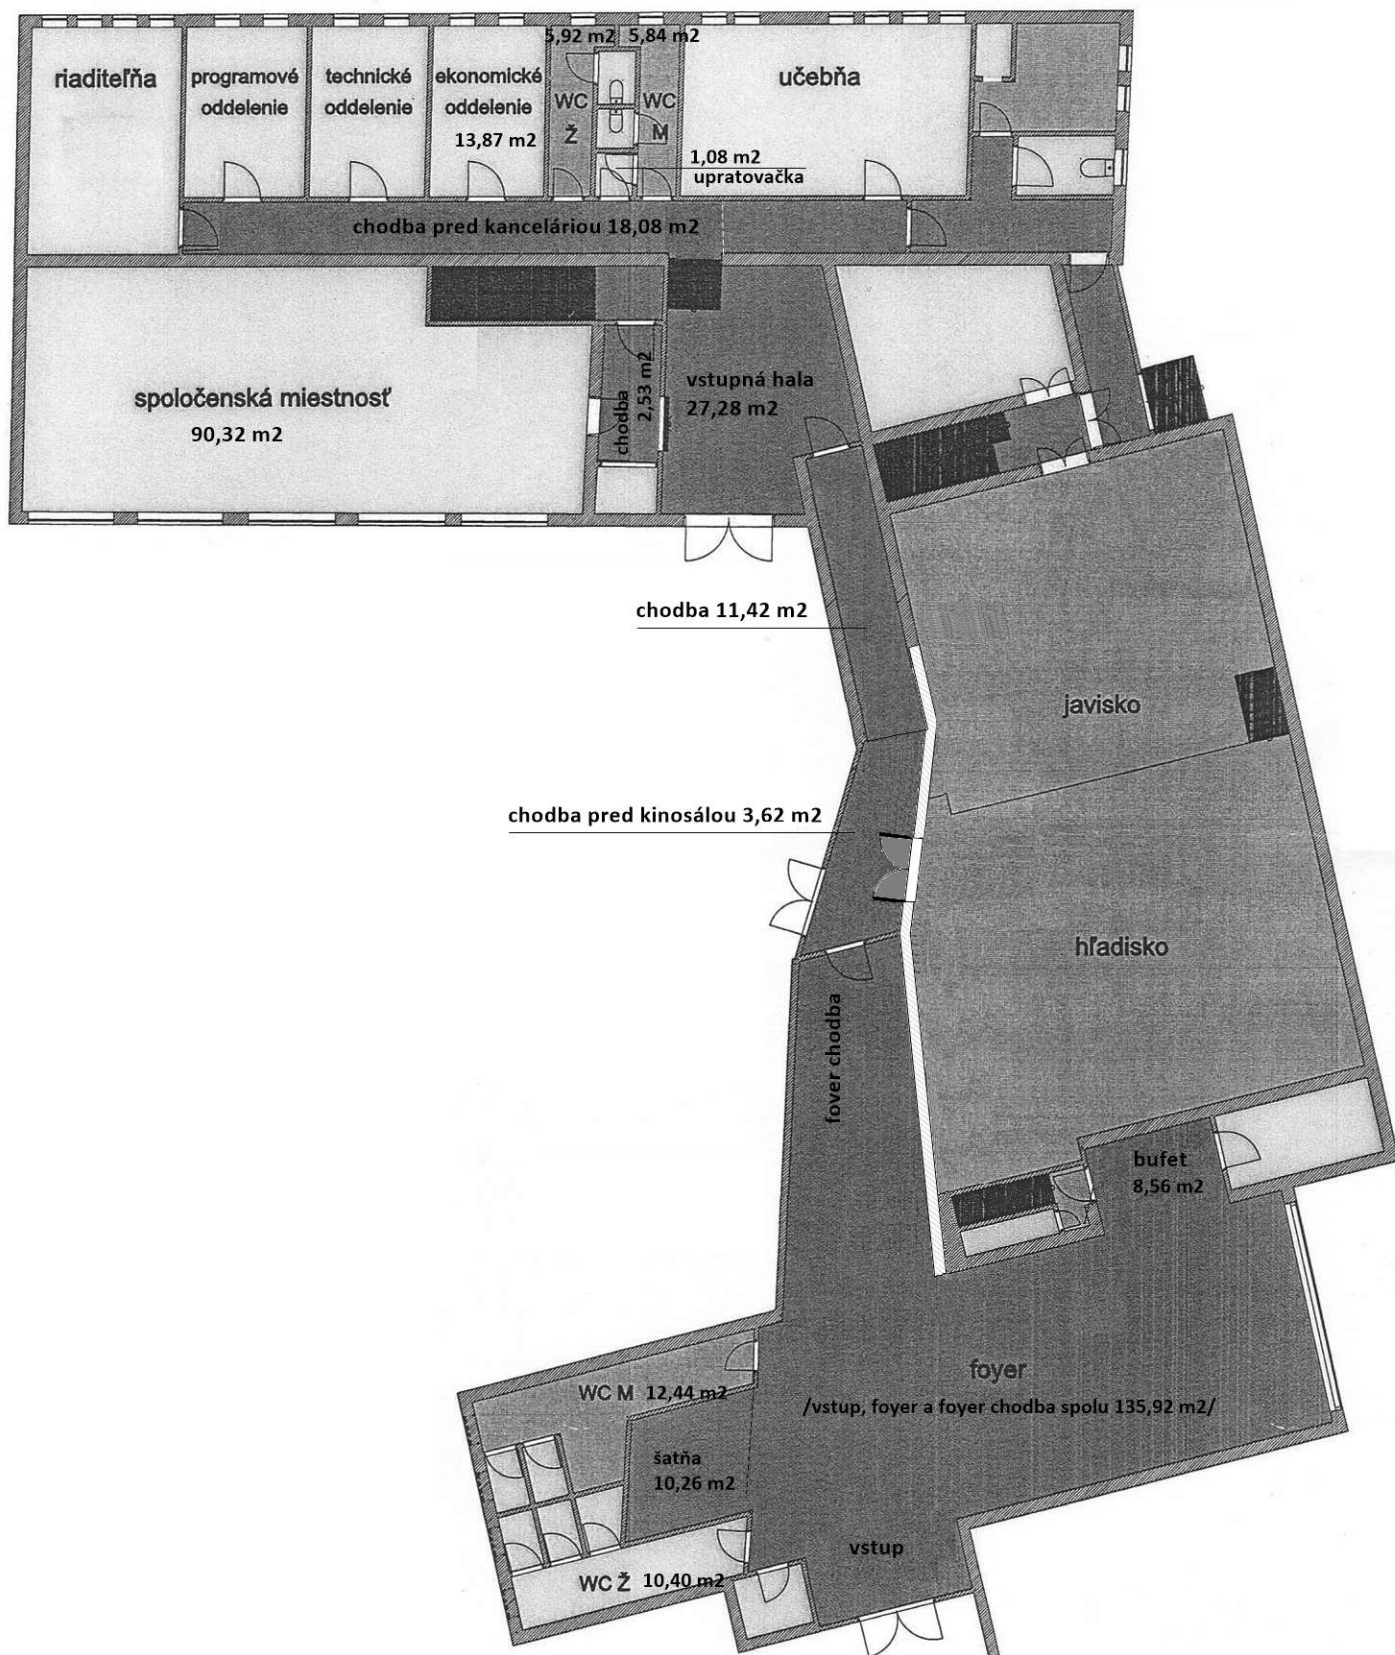 5,92 m2
5,84 m2
riaditeľňa
programové
oddelenie
technické
oddelenie
ekonomické
oddelenie
13,87 m2
WC
Ž
WC
M
učebňa
1,08 m2
upratovačka
chodba pred kanceláriou 18,08 m2
spoločenská miestnosť
90,32 m2
chodba
2,53 m2
vstupná hala
27,28 m2
chodba 11,42 m2
javisko
chodba pred kinosálou 3,62 m2
hľadisko
fover chodba
bufet
8,56 m2
foyer
/vstup, foyer a foyer chodba spolu 135,92 m2/
WC M 12,44 m2
šatňa
10,26 m2
vstup
WC Ž 10,40 m2